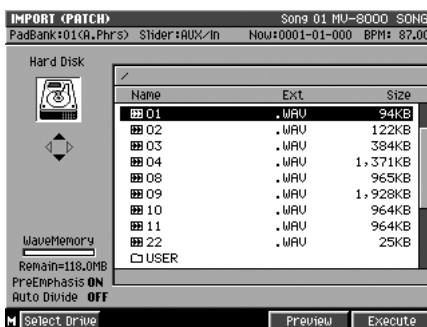 IMPORT (PATCH) Song 01 MV-8000 SONG
PadBank:01(A.Phrs) Slider:AUX/In Now:0001-01-000 BPM: 87.00
Hard Disk
/
Name Ext Size
01 .WAV 94KB
02 .WAV 122KB
03 .WAV 384KB
04 .WAV 1,371KB
08 .WAV 965KB
09 .WAV 1,928KB
10 .WAV 964KB
11 .WAV 964KB
22 .WAV 25KB
USER
WaveMemory
Remain=118.0MB
PreEmphasis ON
Auto Divide OFF
M Select Drive Preview Execute